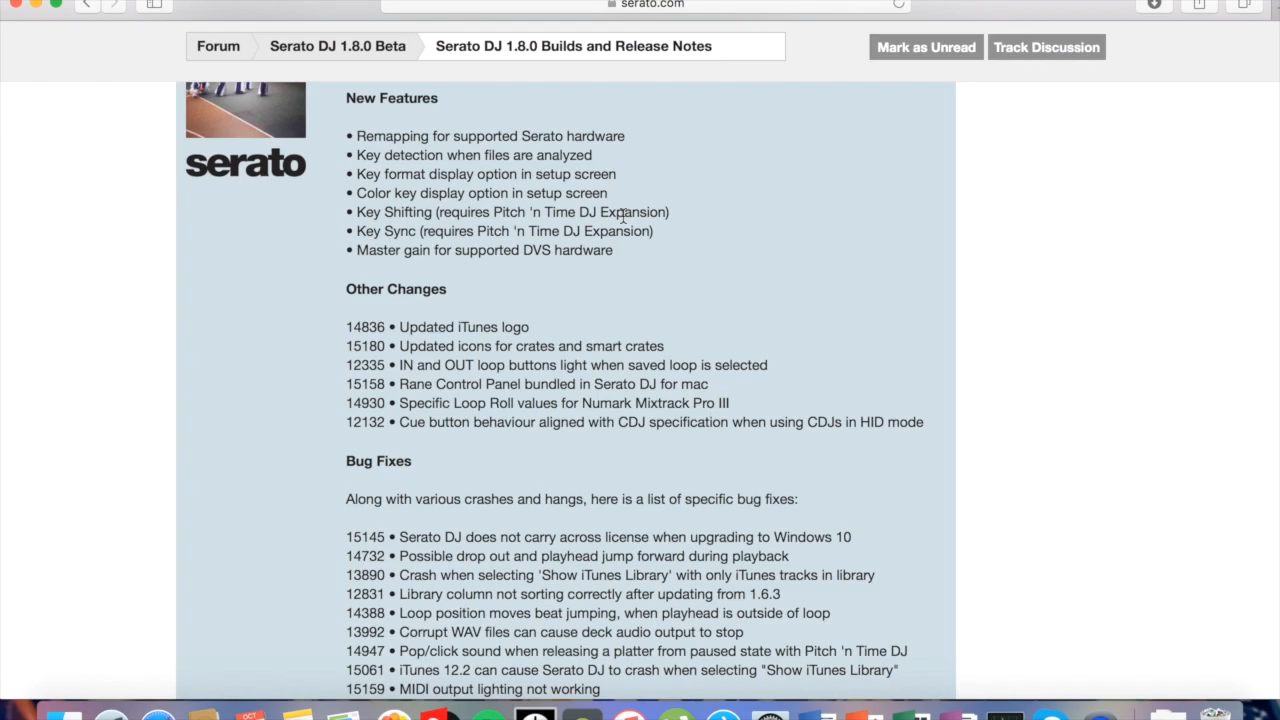 serato.com
Forum
Serato DJ 1.8.0 Beta
Serato DJ 1.8.0 Builds and Release Notes
Mark as Unread
Track Discussion
serato
New Features
• Remapping for supported Serato hardware
• Key detection when files are analyzed
• Key format display option in setup screen
• Color key display option in setup screen
• Key Shifting (requires Pitch 'n Time DJ Expansion)
• Key Sync (requires Pitch 'n Time DJ Expansion)
• Master gain for supported DVS hardware
Other Changes
14836 • Updated iTunes logo
15180 • Updated icons for crates and smart crates
12335 • IN and OUT loop buttons light when saved loop is selected
15158 • Rane Control Panel bundled in Serato DJ for mac
14930 • Specific Loop Roll values for Numark Mixtrack Pro III
12132 • Cue button behaviour aligned with CDJ specification when using CDJs in HID mode
Bug Fixes
Along with various crashes and hangs, here is a list of specific bug fixes:
15145 • Serato DJ does not carry across license when upgrading to Windows 10
14732 • Possible drop out and playhead jump forward during playback
13890 • Crash when selecting 'Show iTunes Library' with only iTunes tracks in library
12831 • Library column not sorting correctly after updating from 1.6.3
14388 • Loop position moves beat jumping, when playhead is outside of loop
13992 • Corrupt WAV files can cause deck audio output to stop
14947 • Pop/click sound when releasing a platter from paused state with Pitch 'n Time DJ
15061 • iTunes 12.2 can cause Serato DJ to crash when selecting "Show iTunes Library"
15159 • MIDI output lighting not working
OCT